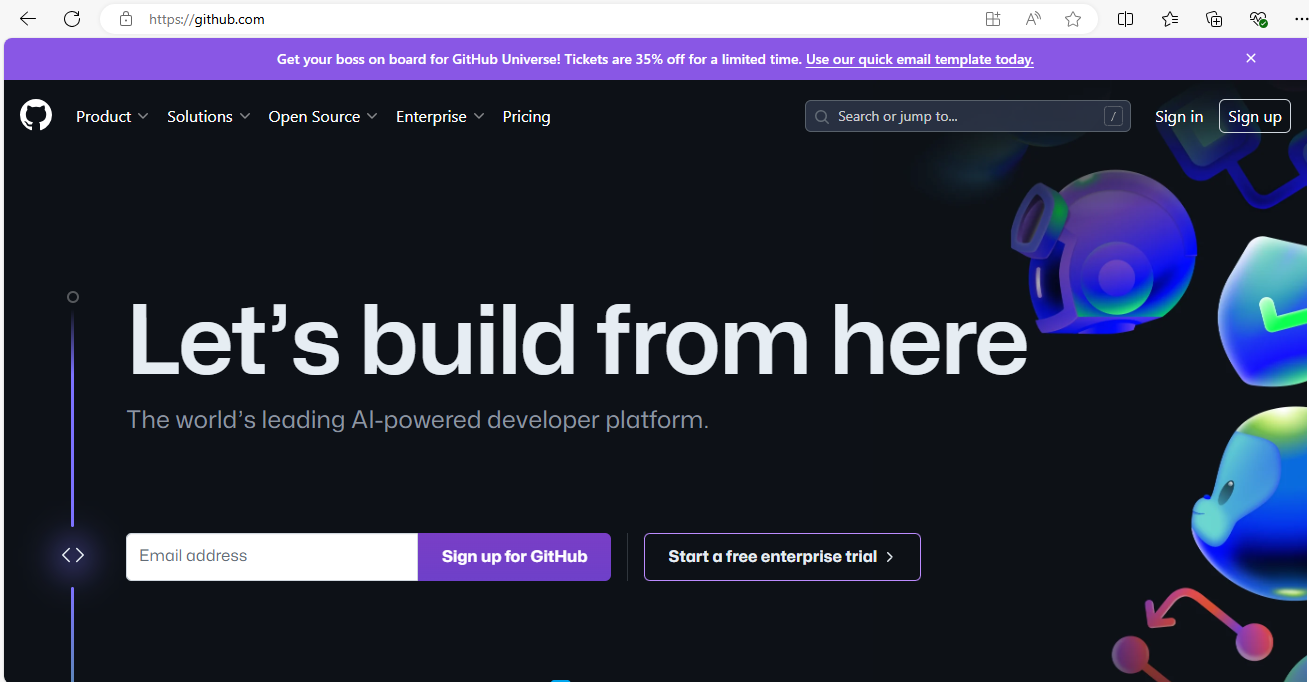 https://github.com
Get your boss on board for GitHub Universe! Tickets are 35% off for a limited time. Use our quick email template today.
Product Solutions Open Source Enterprise Pricing Search or jump to... / Sign in Sign up
Let's build from here
The world's leading AI-powered developer platform.
Email address Sign up for GitHub Start a free enterprise trial